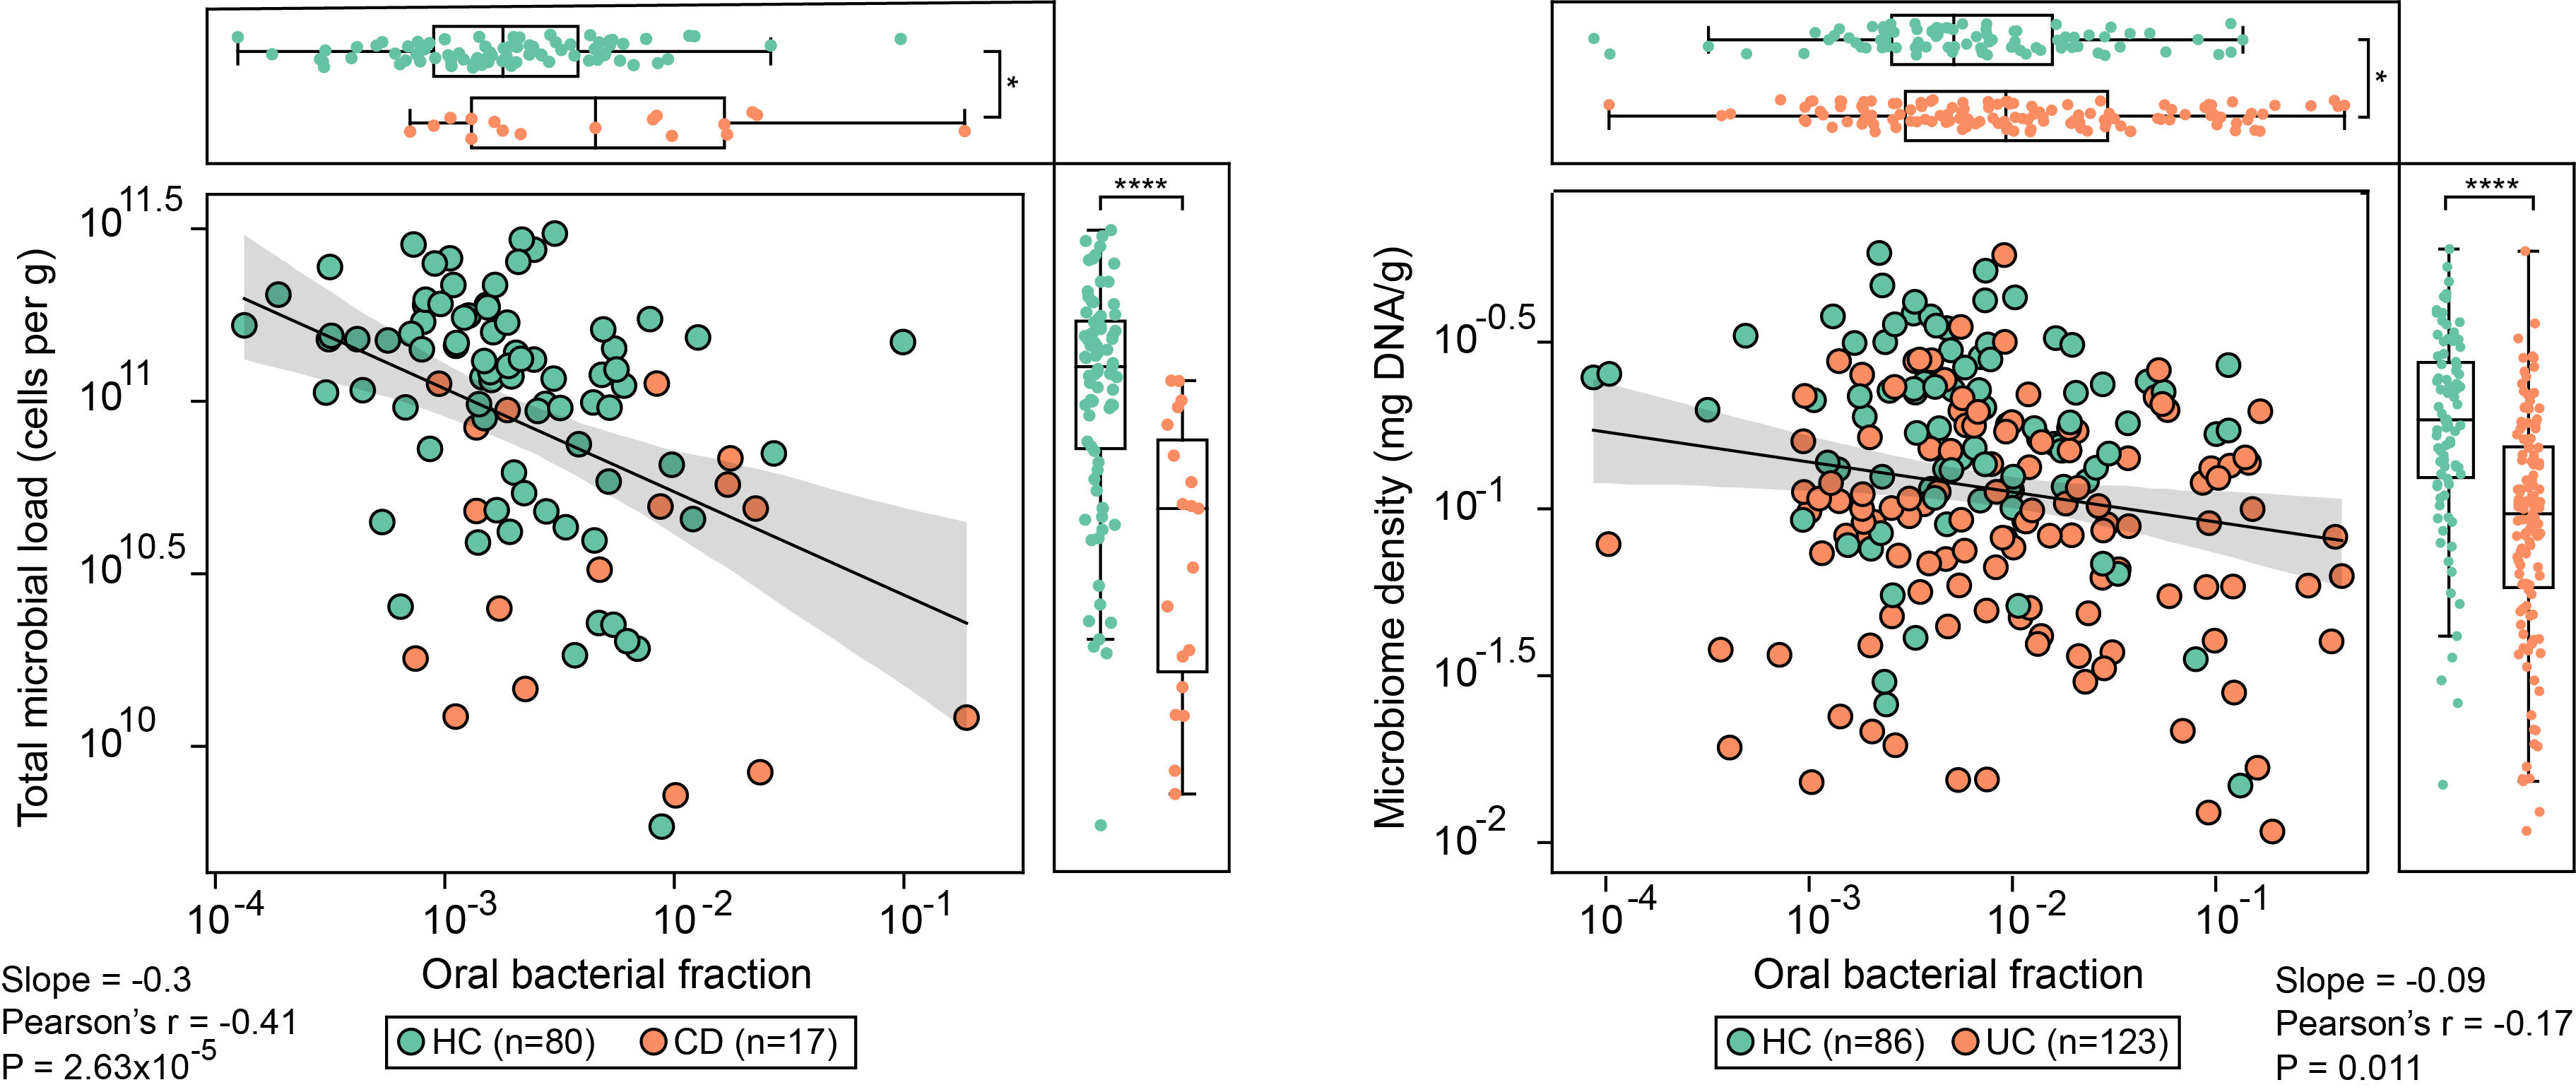 *
****
Total microbial load (cells per g)
10^11.5
10^11
10^10.5
10^10
10^-4 10^-3 10^-2 10^-1
Oral bacterial fraction
Slope = -0.3
Pearson's r = -0.41
P = 2.63x10^-5
HC (n=80) CD (n=17)
*
****
Microbiome density (mg DNA/g)
10^-0.5
10^-1
10^-1.5
10^-2
10^-4 10^-3 10^-2 10^-1
Oral bacterial fraction
HC (n=86) UC (n=123)
Slope = -0.09
Pearson's r = -0.17
P = 0.011